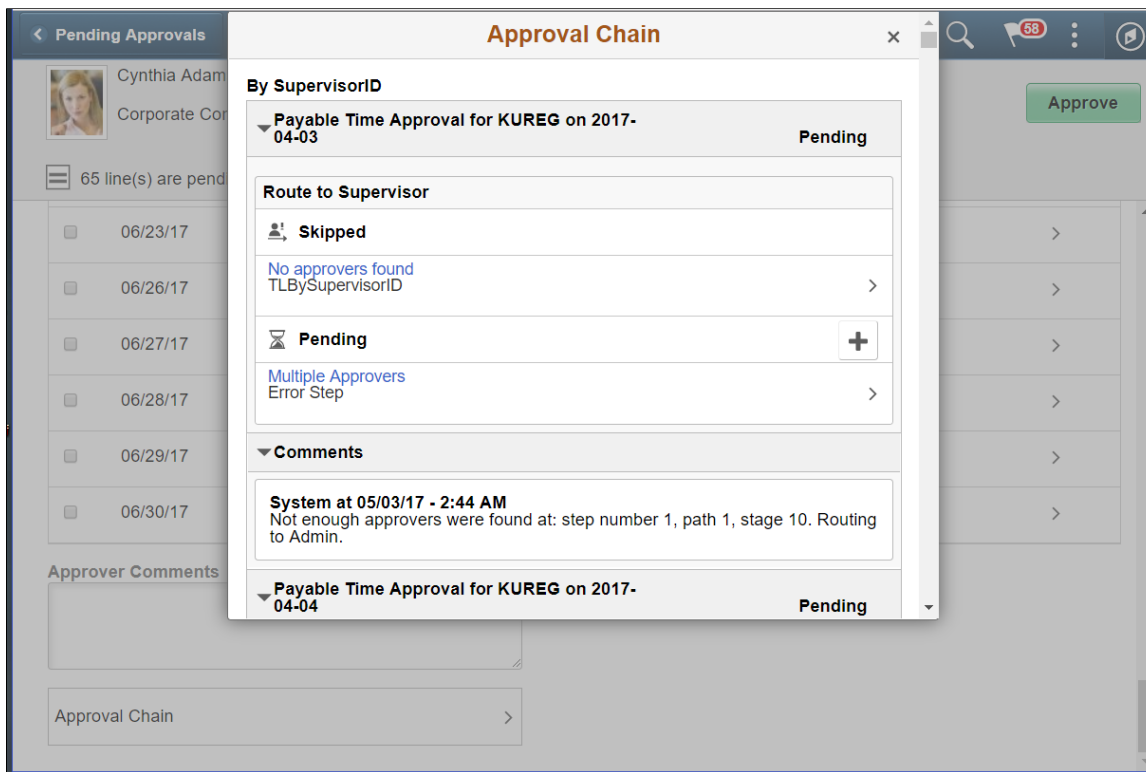 Pending Approvals
Approval Chain
×
58
Cynthia Adam
Corporate Cor
Approve
65 line(s) are pend
By SupervisorID
Payable Time Approval for KUREG on 2017-
04-03
Pending
Route to Supervisor
Skipped
No approvers found
TLBySupervisorID
Pending
Multiple Approvers
Error Step
Comments
System at 05/03/17 - 2:44 AM
Not enough approvers were found at: step number 1, path 1, stage 10. Routing
to Admin.
Payable Time Approval for KUREG on 2017-
04-04
Pending
06/23/17
06/26/17
06/27/17
06/28/17
06/29/17
06/30/17
Approver Comments
Approval Chain